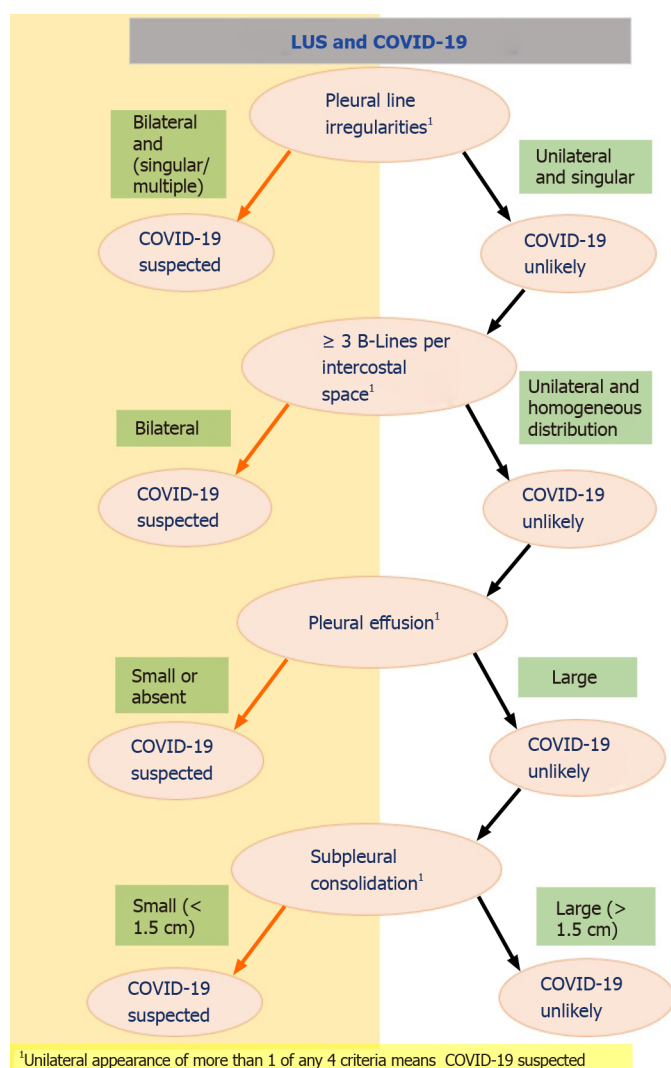 LUS and COVID-19
Pleural line
irregularities¹
Bilateral
and
(singular/
multiple)
Unilateral
and singular
COVID-19
suspected
COVID-19
unlikely
≥ 3 B-Lines per
intercostal
space¹
Bilateral
Unilateral and
homogeneous
distribution
COVID-19
suspected
COVID-19
unlikely
Pleural effusion¹
Small or
absent
Large
COVID-19
suspected
COVID-19
unlikely
Subpleural
consolidation¹
Small (<
1.5 cm)
Large (>
1.5 cm)
COVID-19
suspected
COVID-19
unlikely
¹Unilateral appearance of more than 1 of any 4 criteria means COVID-19 suspected